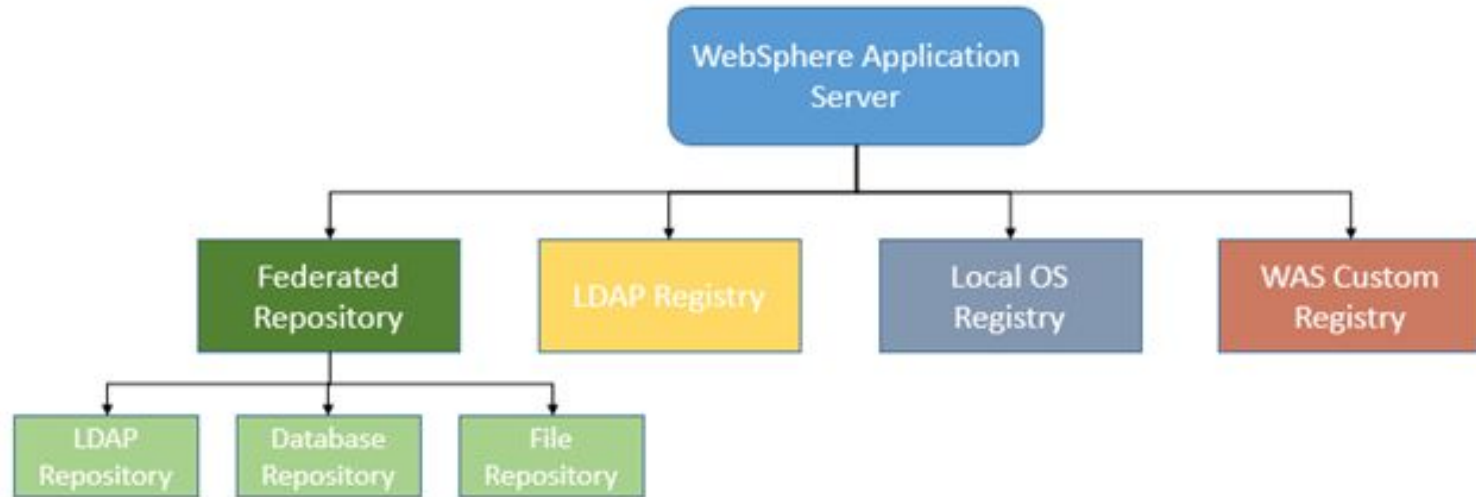 WebSphere Application
Server
Federated
Repository
LDAP Registry
Local OS
Registry
WAS Custom
Registry
LDAP
Repository
Database
Repository
File
Repository